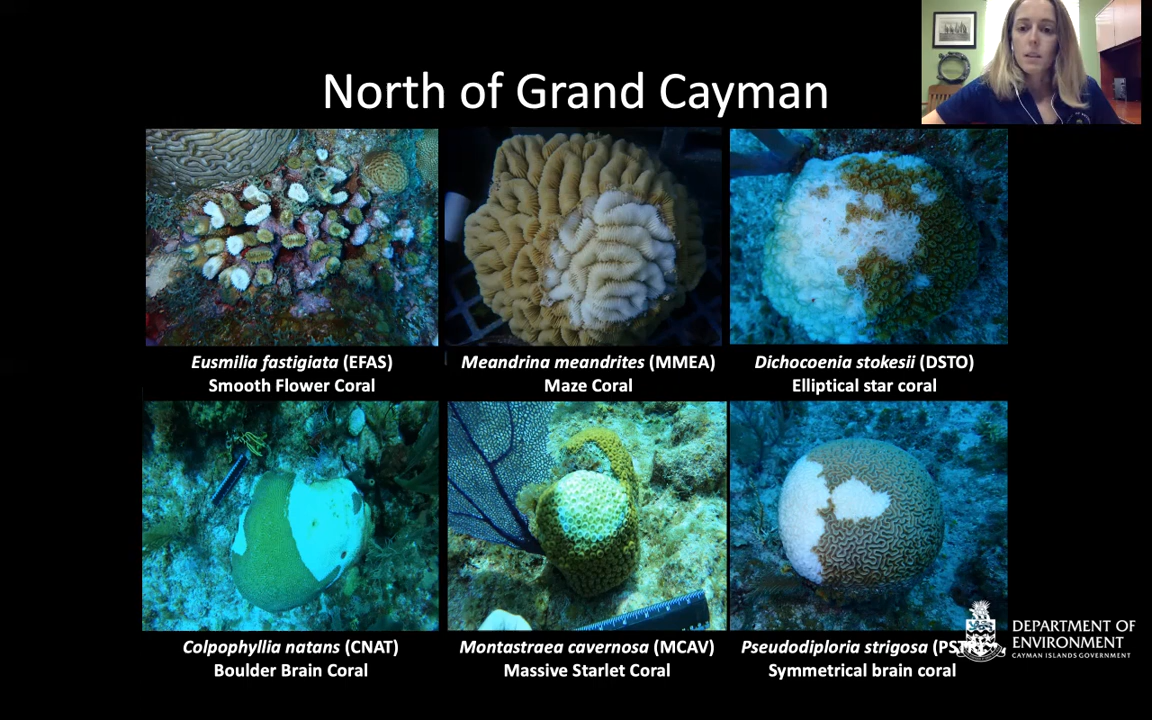 North of Grand Cayman
Eusmilia fastigiata (EFAS)
Smooth Flower Coral
Meandrina meandrites (MMEA)
Maze Coral
Dichocoenia stokesii (DSTO)
Elliptical star coral
Colpophyllia natans (CNAT)
Boulder Brain Coral
Montastraea cavernosa (MCAV)
Massive Starlet Coral
Pseudodiploria strigosa
Symmetrical brain coral
DEPARTMENT OF
ENVIRONMENT
CAYMAN ISLANDS GOVERNMENT